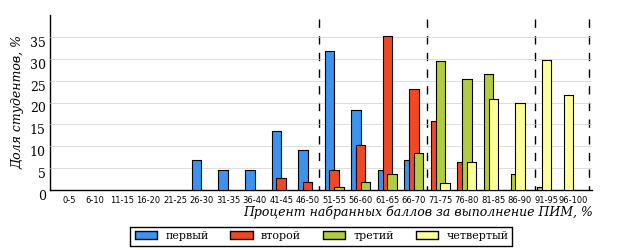 Доля студентов, %
35
30
25
20
15
10
5
0
0-5 6-10 11-15 16-20 21-25 26-30 31-35 36-40 41-45 46-50 51-55 56-60 61-65 66-70 71-75 76-80 81-85 86-90 91-95 96-100
Процент набранных баллов за выполнение ПИМ, %
первый второй третий четвертый